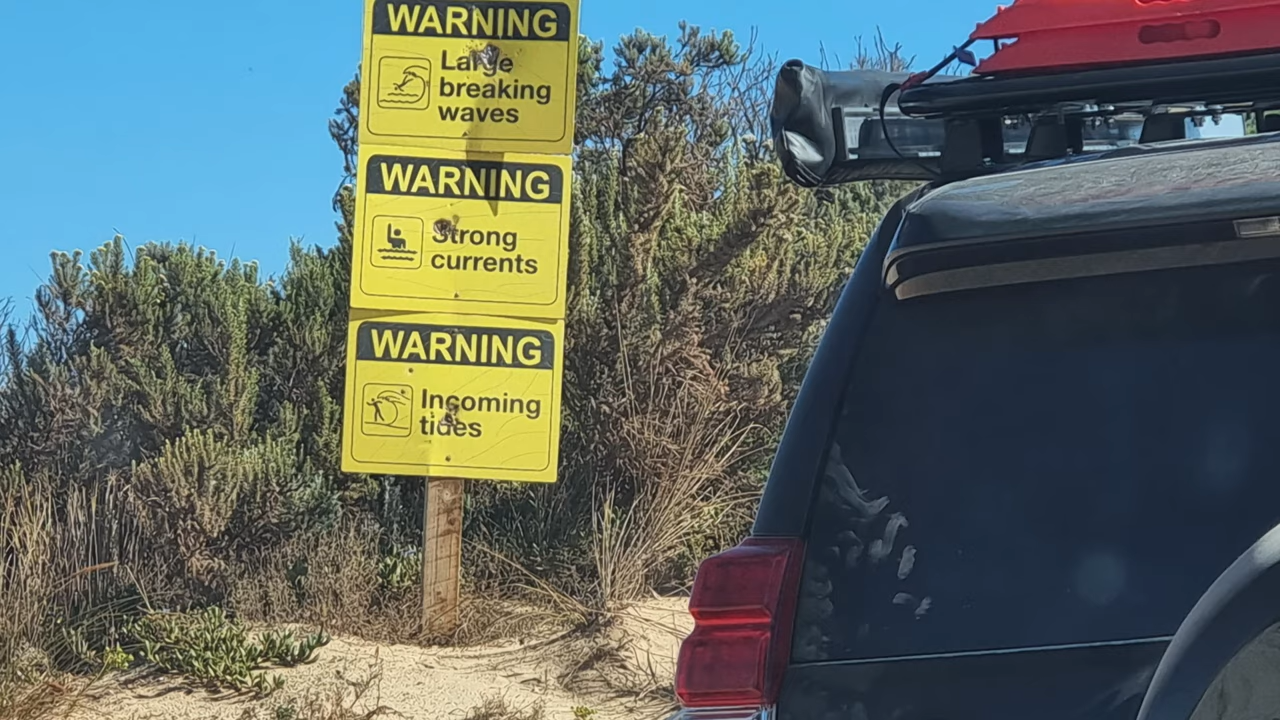 WARNING
Large
breaking
waves
WARNING
Strong
currents
WARNING
Incoming
tides